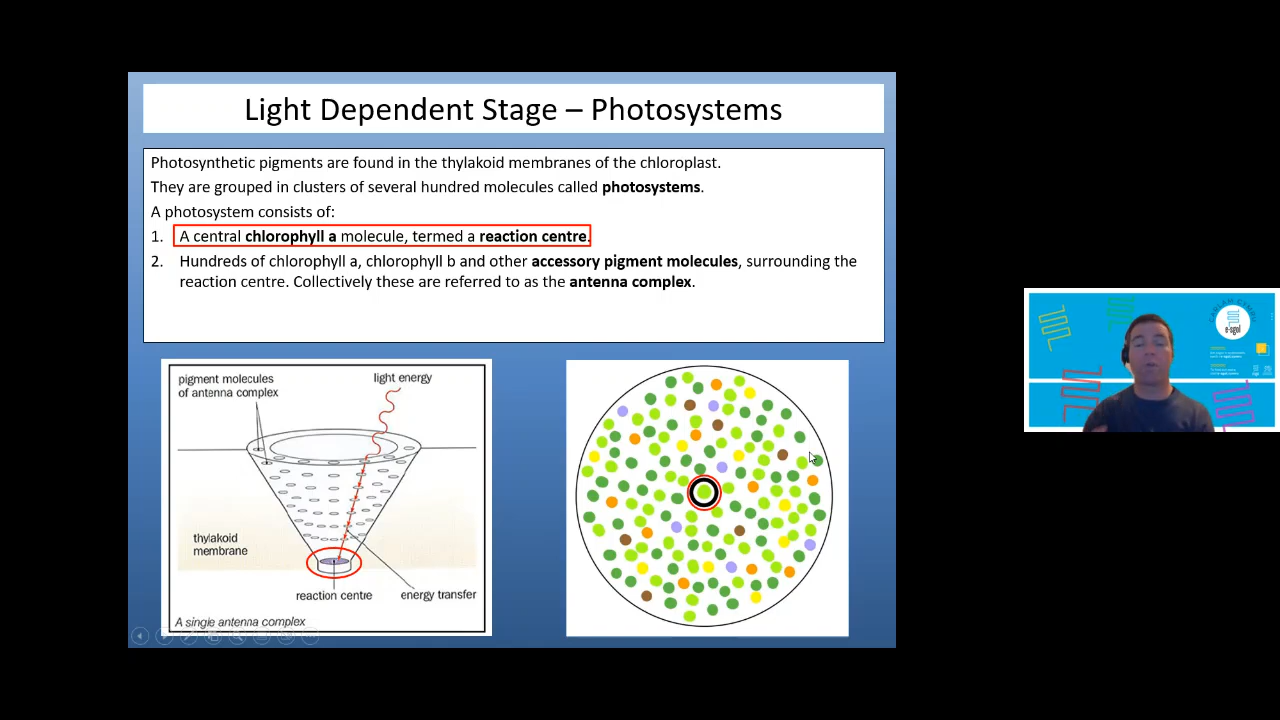 Light Dependent Stage – Photosystems
Photosynthetic pigments are found in the thylakoid membranes of the chloroplast.
They are grouped in clusters of several hundred molecules called photosystems.
A photosystem consists of:
1. A central chlorophyll a molecule, termed a reaction centre.
2. Hundreds of chlorophyll a, chlorophyll b and other accessory pigment molecules, surrounding the
reaction centre. Collectively these are referred to as the antenna complex.
pigment molecules
of antenna complex
light energy
thylakoid
membrane
reaction centre
energy transfer
A single antenna complex
e-sgol